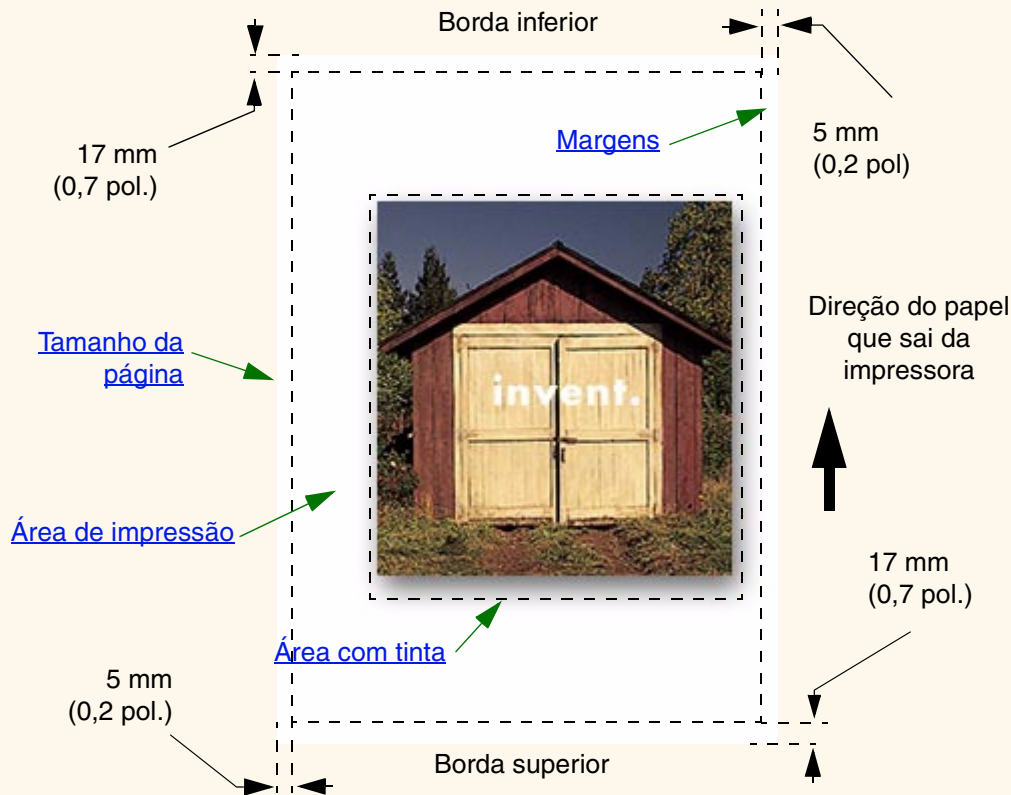 Borda inferior
17 mm
(0,7 pol.)
Margens
5 mm
(0,2 pol)
Tamanho da
página
invent.
Direção do papel
que sai da
impressora
Área de impressão
17 mm
(0,7 pol.)
Área com tinta
5 mm
(0,2 pol.)
Borda superior